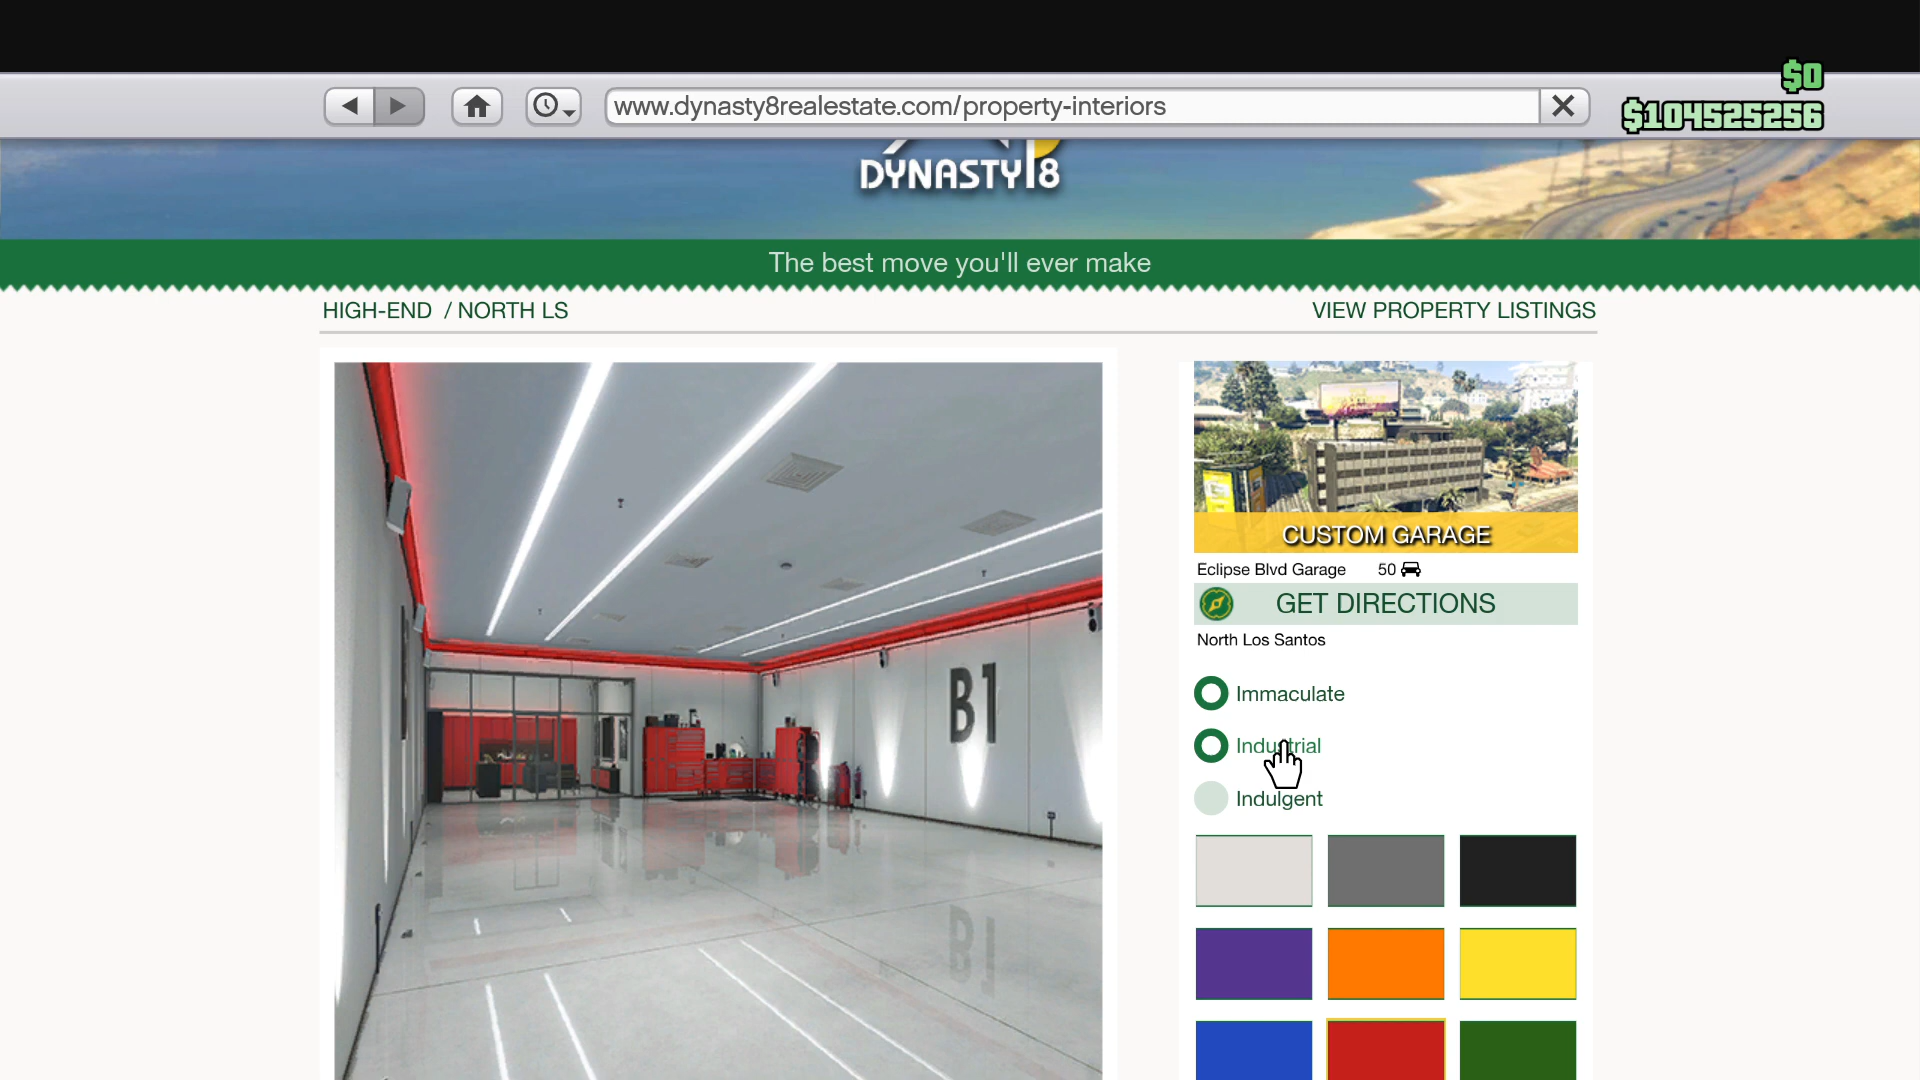 $0
www.dynasty8realestate.com/property-interiors
$104525256
DYNASTY 8
The best move you'll ever make
HIGH-END / NORTH LS
VIEW PROPERTY LISTINGS
CUSTOM GARAGE
Eclipse Blvd Garage 50
GET DIRECTIONS
North Los Santos
B1
Immaculate
Industrial
Indulgent